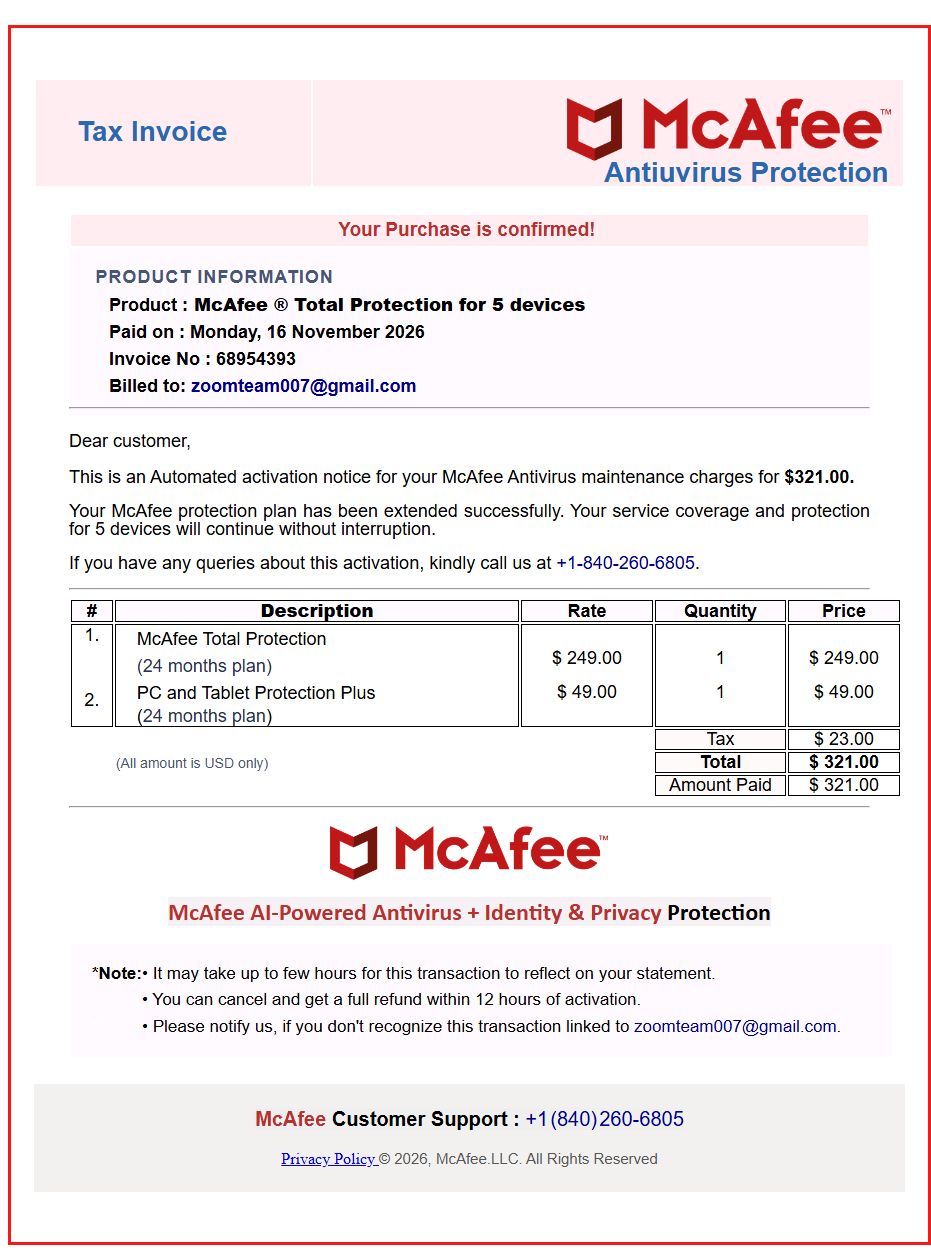 Tax Invoice
McAfee™
Antiuvirus Protection
Your Purchase is confirmed!
PRODUCT INFORMATION
Product : McAfee ® Total Protection for 5 devices
Paid on : Monday, 16 November 2026
Invoice No : 68954393
Billed to: zoomteam007@gmail.com
Dear customer,
This is an Automated activation notice for your McAfee Antivirus maintenance charges for $321.00.
Your McAfee protection plan has been extended successfully. Your service coverage and protection
for 5 devices will continue without interruption.
If you have any queries about this activation, kindly call us at +1-840-260-6805.
# Description Rate Quantity Price
1. McAfee Total Protection
(24 months plan) $ 249.00 1 $ 249.00
2. PC and Tablet Protection Plus $ 49.00 1 $ 49.00
(24 months plan)
Tax $ 23.00
(All amount is USD only) Total $ 321.00
Amount Paid $ 321.00
McAfee™
McAfee AI-Powered Antivirus + Identity & Privacy Protection
*Note:• It may take up to few hours for this transaction to reflect on your statement.
• You can cancel and get a full refund within 12 hours of activation.
• Please notify us, if you don't recognize this transaction linked to zoomteam007@gmail.com.
McAfee Customer Support : +1(840)260-6805
Privacy Policy © 2026, McAfee.LLC. All Rights Reserved